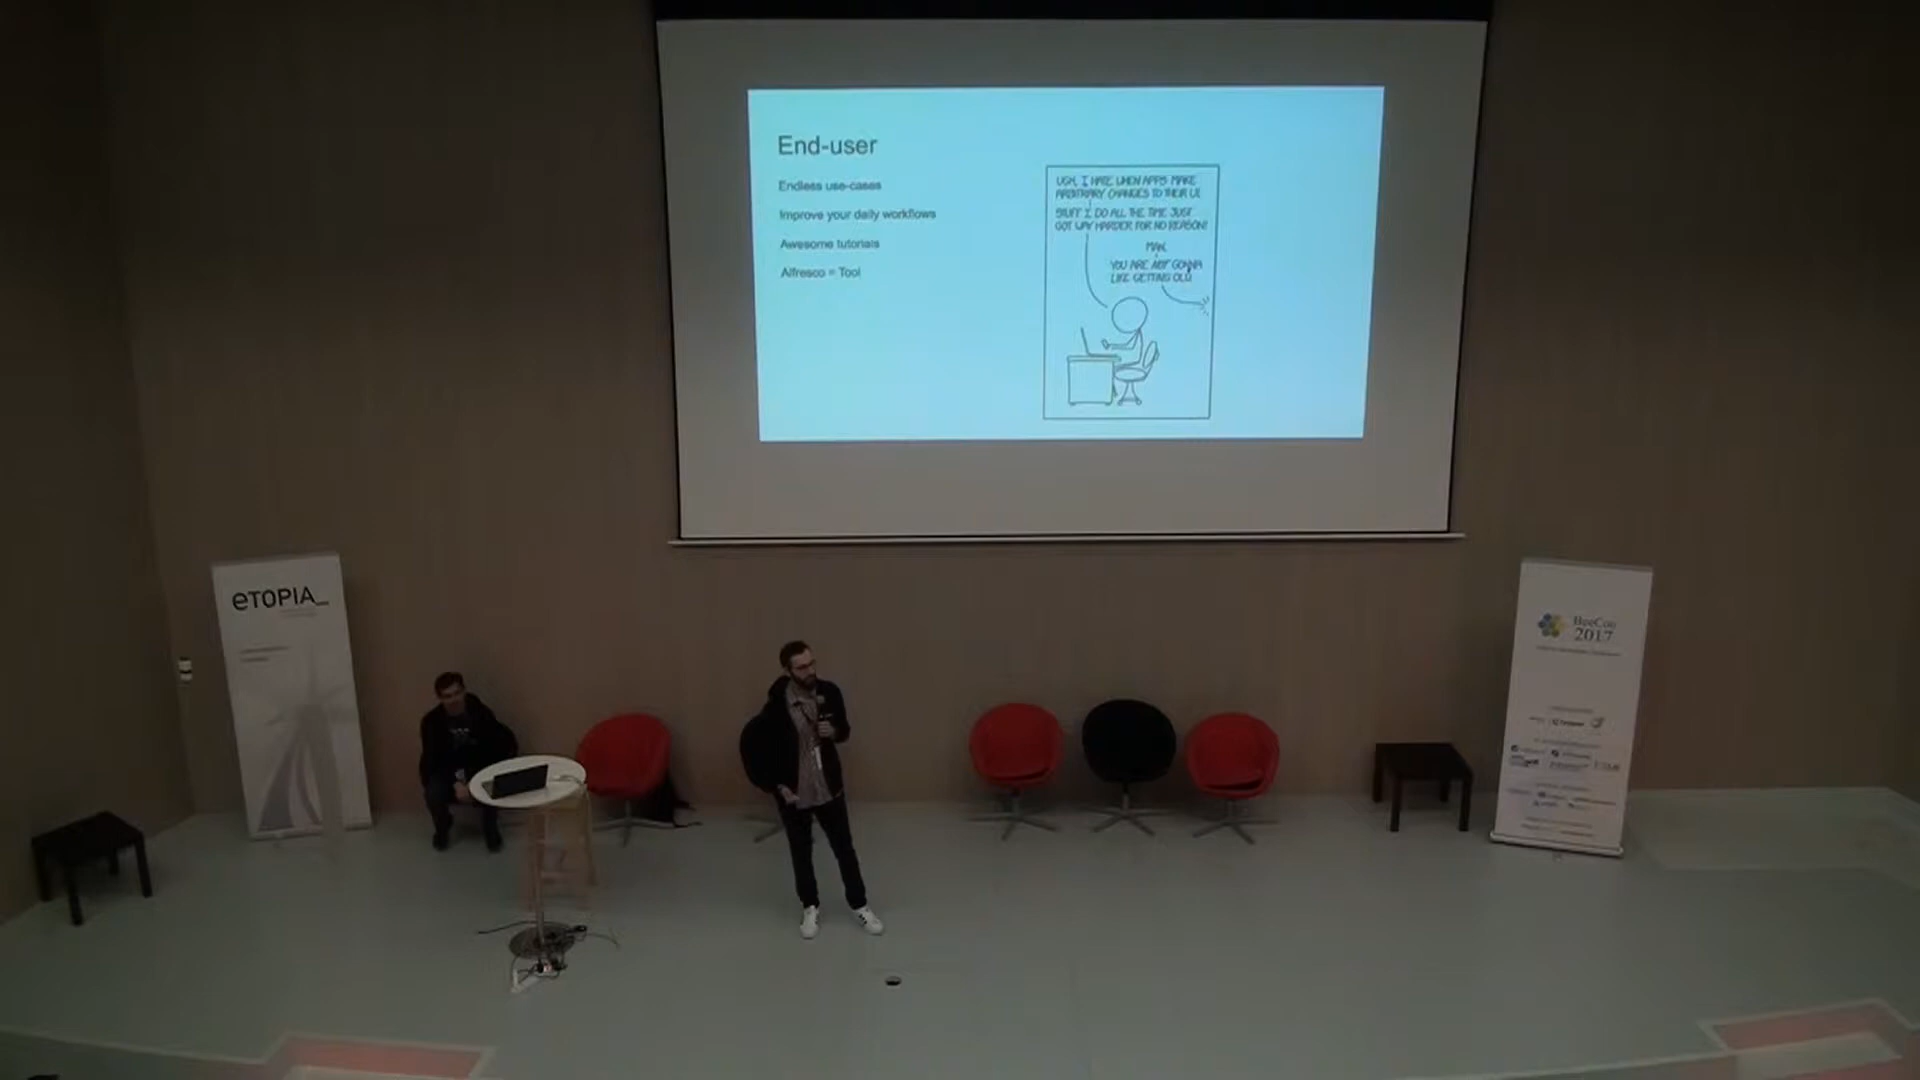 End-user
Endless use-cases
Improve your daily workflows
Awesome tutorials
Alfresco = Tool
UGH, I HATE WHEN APPS MAKE
ARBITRARY CHANGES TO THEIR UI.
STUFF I DO ALL THE TIME JUST
GOT WAY HARDER FOR NO REASON!
MAN,
YOU ARE NOT GONNA
LIKE GETTING OLD.
eTOPIA_
BeeCon
2017